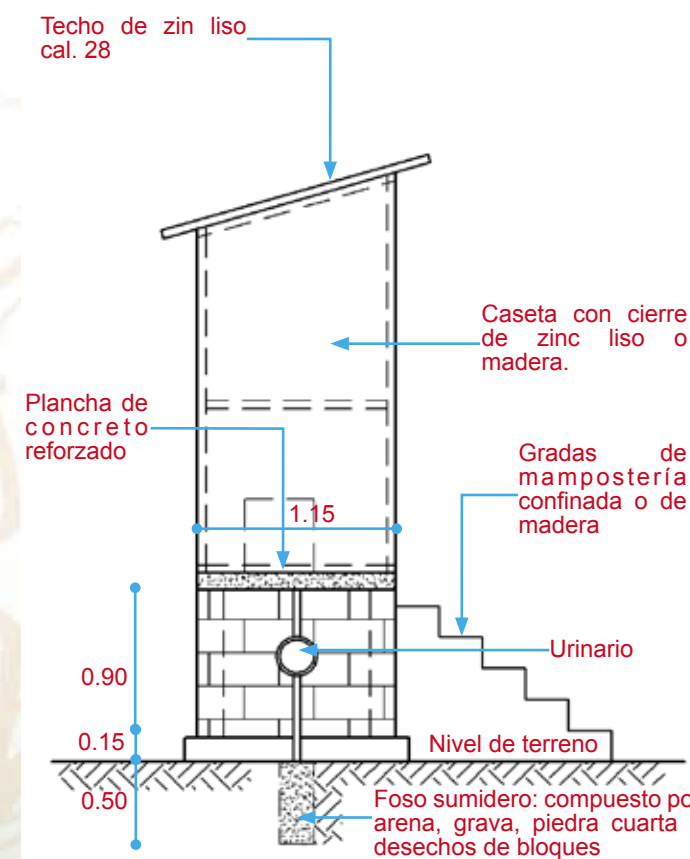 Techo de zin liso
cal. 28
Caseta con cierre
de zinc liso o
madera.
Plancha de
concreto
reforzado
Gradas de
mampostería
confinada o de
madera
1.15
Urinario
0.90
0.15
Nivel de terreno
0.50
Foso sumidero: compuesto po
arena, grava, piedra cuarta
desechos de bloques